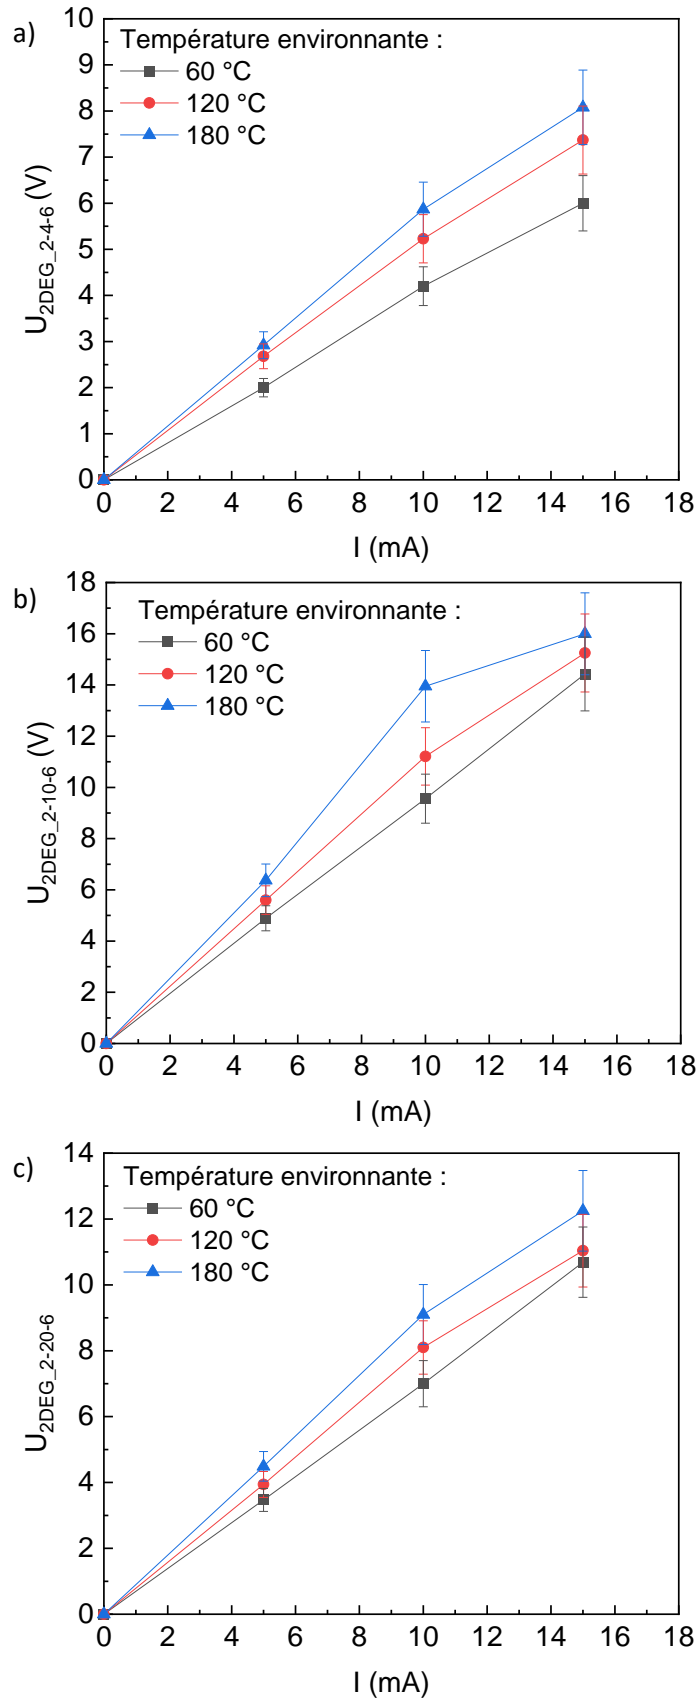 a)
Température environnante :
60 °C
120 °C
180 °C
10
9
8
7
6
5
4
3
2
1
0
U2DEG_2-4-6 (V)
0 2 4 6 8 10 12 14 16 18
I (mA)
b)
Température environnante :
60 °C
120 °C
180 °C
18
16
14
12
10
8
6
4
2
0
U2DEG_2-10-6 (V)
0 2 4 6 8 10 12 14 16 18
I (mA)
c)
Température environnante :
60 °C
120 °C
180 °C
14
12
10
8
6
4
2
0
U2DEG_2-20-6
0 2 4 6 8 10 12 14 16 18
I (mA)